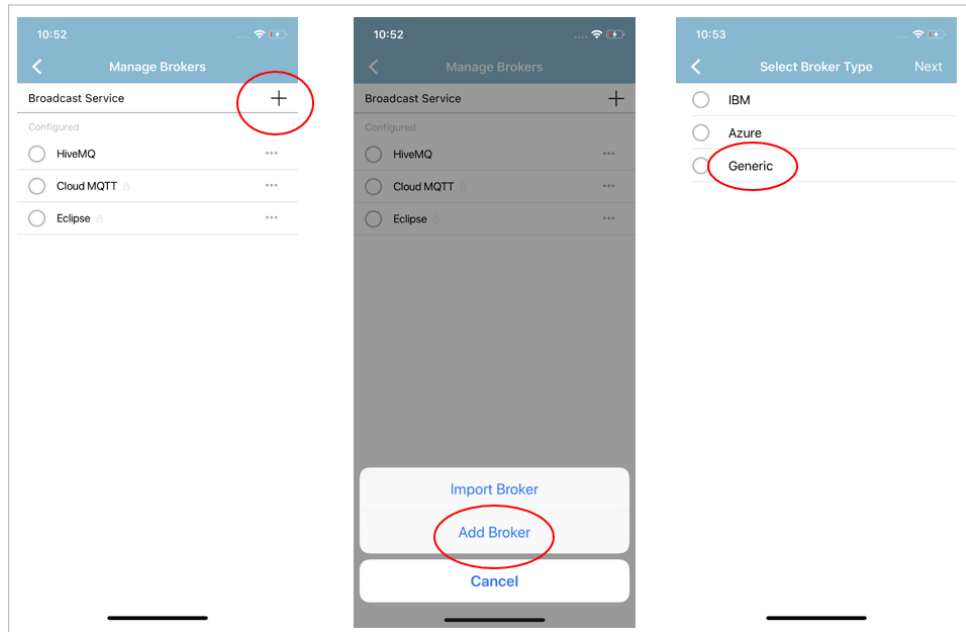 10:52
Manage Brokers
Broadcast Service
Configured
HiveMQ
Cloud MQTT
Eclipse
10:52
Manage Brokers
Broadcast Service
Configured
HiveMQ
Cloud MQTT
Eclipse
Import Broker
Add Broker
Cancel
10:53
Select Broker Type Next
IBM
Azure
Generic